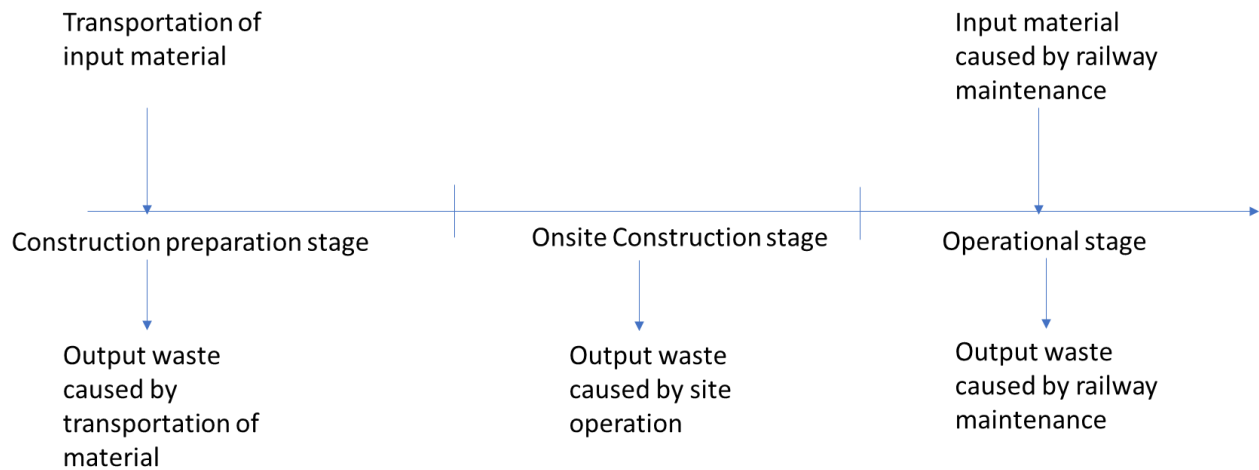 Transportation of
input material
Input material
caused by railway
maintenance
Construction preparation stage
Onsite Construction stage
Operational stage
Output waste
caused by
transportation of
material
Output waste
caused by site
operation
Output waste
caused by railway
maintenance